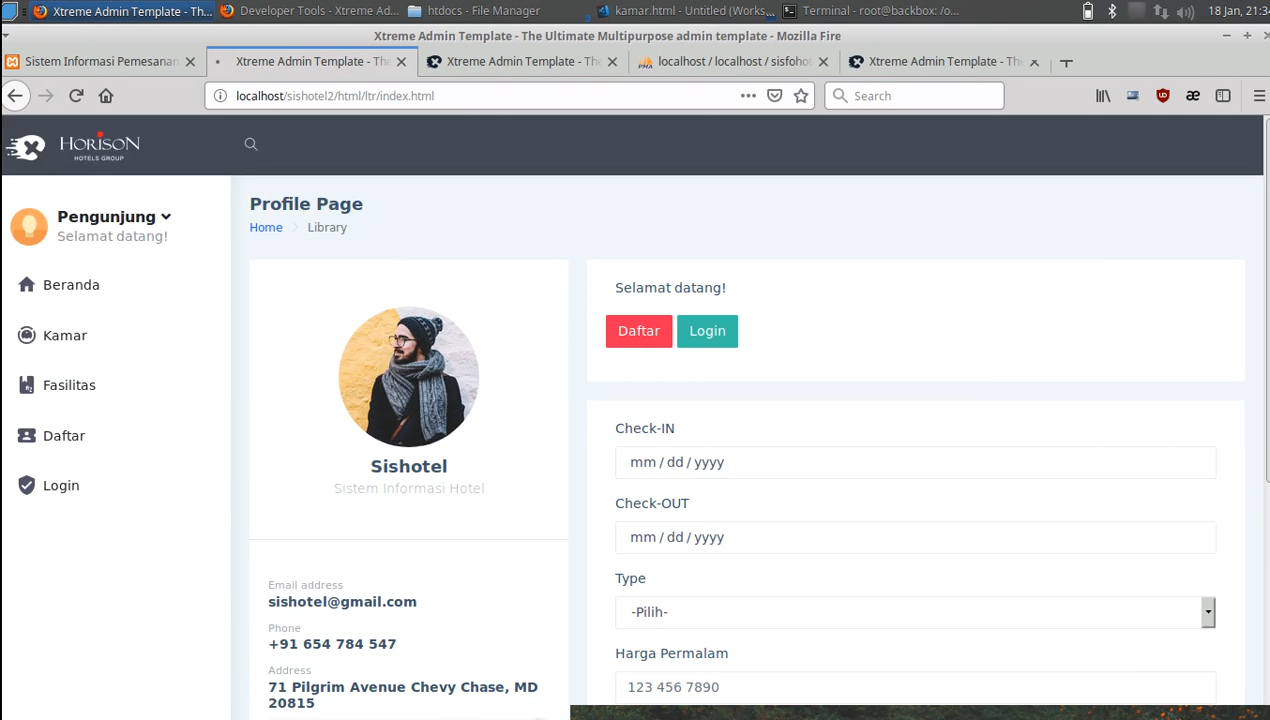 Xtreme Admin Template - Th...
Developer Tools - Xtreme Ad...
htdocs - File Manager
kamar.html - Untitled (Works...
Terminal - root@backbox: /o...
18 Jan, 21:3
Xtreme Admin Template - The Ultimate Multipurpose admin template - Mozilla Fire
Sistem Informasi Pemesanan
Xtreme Admin Template - The
Xtreme Admin Template - The
localhost / localhost / sisfohot
Xtreme Admin Template - The
localhost/sishotel2/html/ltr/index.html
Search
HORISON
HOTELS GROUP
Pengunjung
Selamat datang!
Beranda
Kamar
Fasilitas
Daftar
Login
Profile Page
Home
Library
Sishotel
Sistem Informasi Hotel
Email address
sishotel@gmail.com
Phone
+91 654 784 547
Address
71 Pilgrim Avenue Chevy Chase, MD
20815
Selamat datang!
Daftar
Login
Check-IN
mm / dd / yyyy
Check-OUT
mm / dd / yyyy
Type
-Pilih-
Harga Permalam
123 456 7890